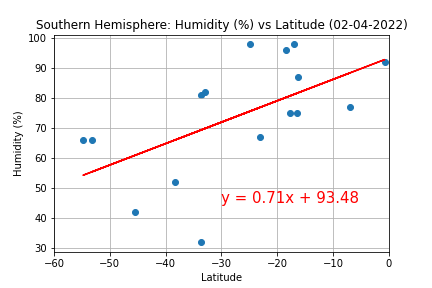 Southern Hemisphere: Humidity (%) vs Latitude (02-04-2022)
100
90
80
70
60
50
40
30
Humidity (%)
y = 0.71x + 93.48
−60 −50 −40 −30 −20 −10 0
Latitude